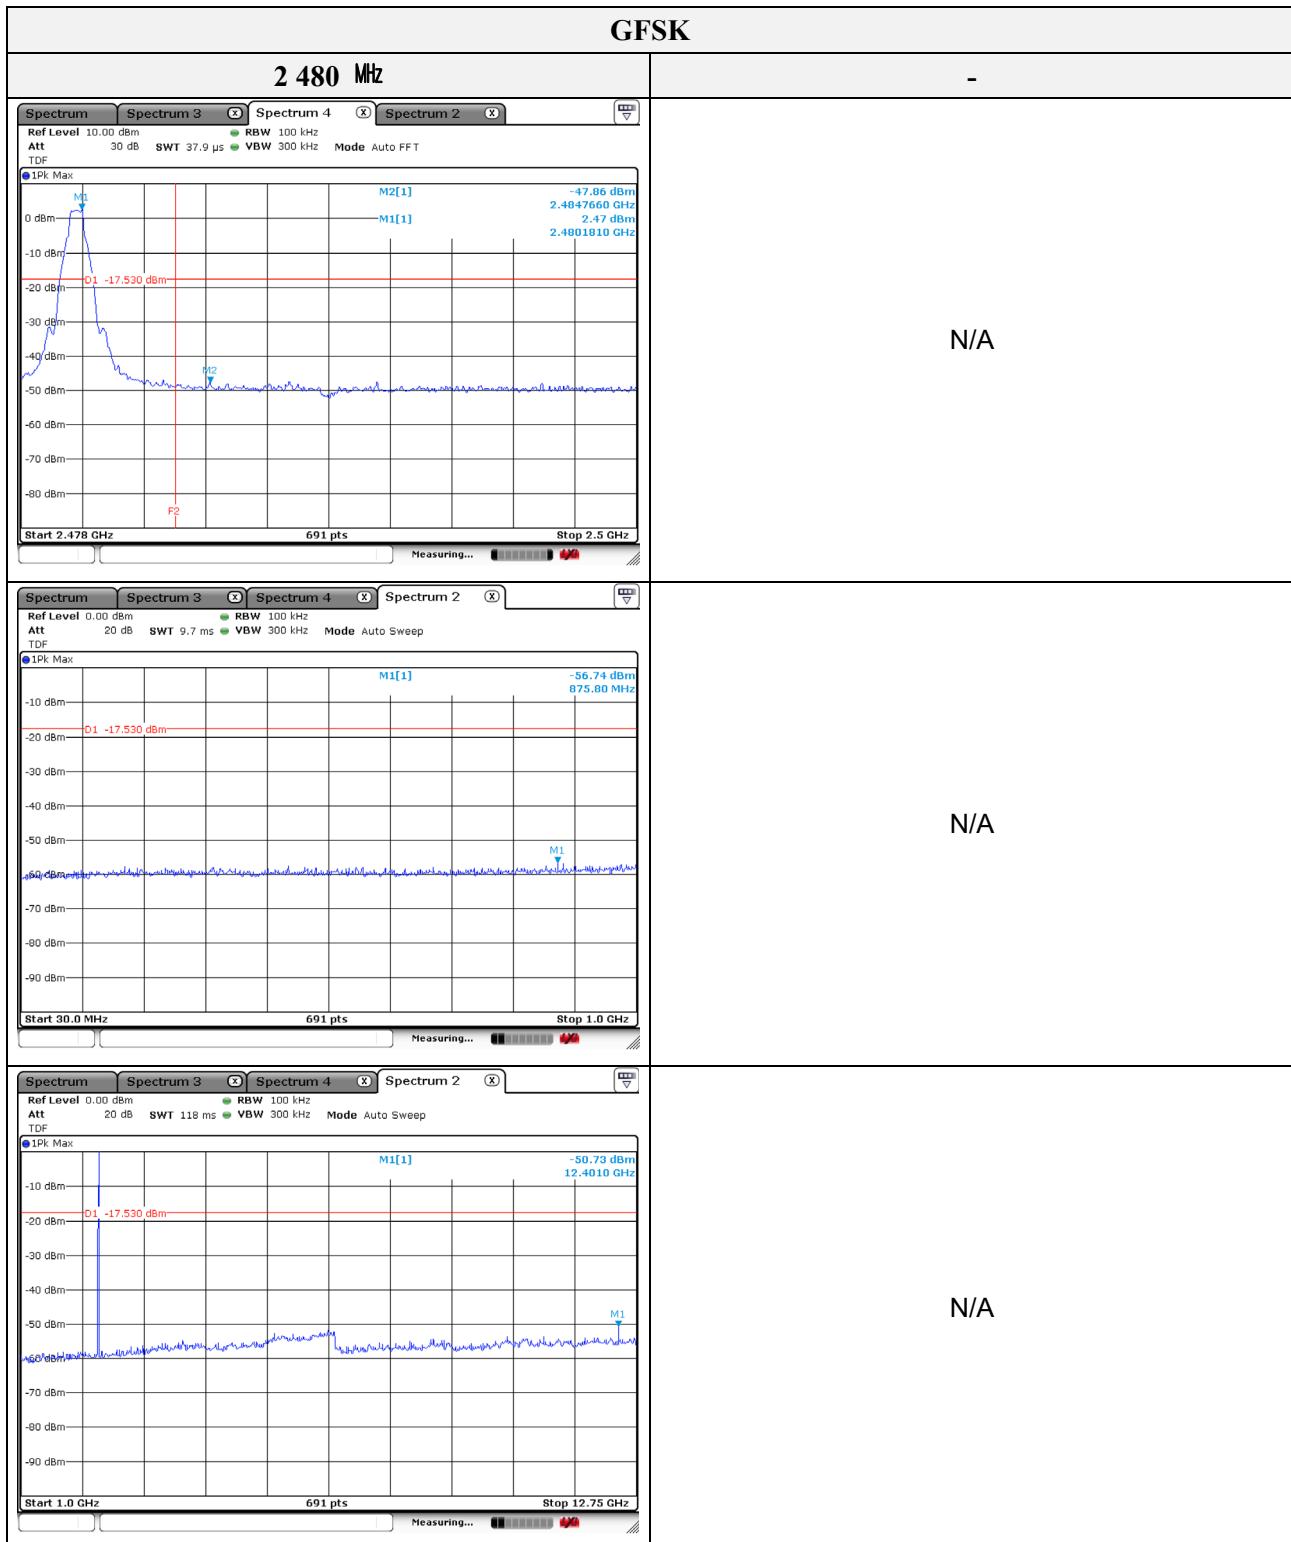 GFSK
2 480 ㎒
-
Spectrum Spectrum 3 X Spectrum 4 X Spectrum 2 X
Ref Level 10.00 dBm RBW 100 kHz
Att 30 dB SWT 37.9 µs VBW 300 kHz Mode Auto FFT
TDF
1Pk Max
M2[1] -47.86 dBm
2.4847660 GHz
M1[1] 2.47 dBm
2.4801810 GHz
M1
0 dBm
-10 dBm
D1 -17.530 dBm
-20 dBm
-30 dBm
-40 dBm
M2
-50 dBm
-60 dBm
-70 dBm
-80 dBm
F2
Start 2.478 GHz 691 pts Stop 2.5 GHz
Measuring...
N/A
Spectrum Spectrum 3 X Spectrum 4 X Spectrum 2 X
Ref Level 0.00 dBm RBW 100 kHz
Att 20 dB SWT 9.7 ms VBW 300 kHz Mode Auto Sweep
TDF
1Pk Max
M1[1] -56.74 dBm
875.80 MHz
-10 dBm
D1 -17.530 dBm
-20 dBm
-30 dBm
-40 dBm
-50 dBm
M1
-60 dBm
-70 dBm
-80 dBm
-90 dBm
Start 30.0 MHz 691 pts Stop 1.0 GHz
Measuring...
N/A
Spectrum Spectrum 3 X Spectrum 4 X Spectrum 2 X
Ref Level 0.00 dBm RBW 100 kHz
Att 20 dB SWT 118 ms VBW 300 kHz Mode Auto Sweep
TDF
1Pk Max
M1[1] -50.73 dBm
12.4010 GHz
-10 dBm
D1 -17.530 dBm
-20 dBm
-30 dBm
-40 dBm
M1
-50 dBm
-60 dBm
-70 dBm
-80 dBm
-90 dBm
Start 1.0 GHz 691 pts Stop 12.75 GHz
Measuring...
N/A